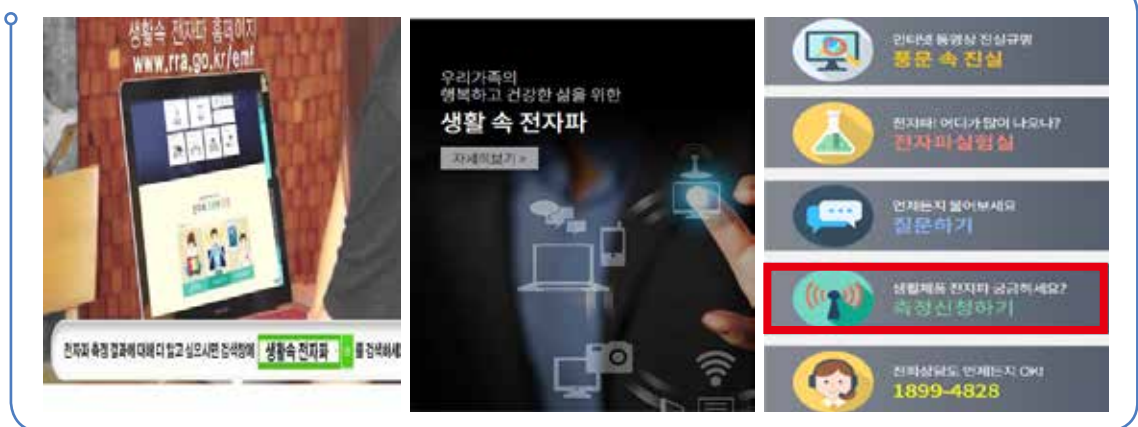 생활속 전자파 홈페이지
www.rra.go.kr/emf
전자파 측정 결과에 대해 더 알고 싶으시면 검색창에 생활속 전자파 를 검색하세
우리가족의
행복하고 건강한 삶을 위한
생활 속 전자파
자세히보기 »
인터넷 동영상 진실규명
풍문 속 진실
전자파! 어디가 많이 나오나?
전자파실험실
언제든지 물어보세요
질문하기
생활제품 전자파 궁금하세요?
측정신청하기
전화상담도 언제든지 OK!
1899-4828